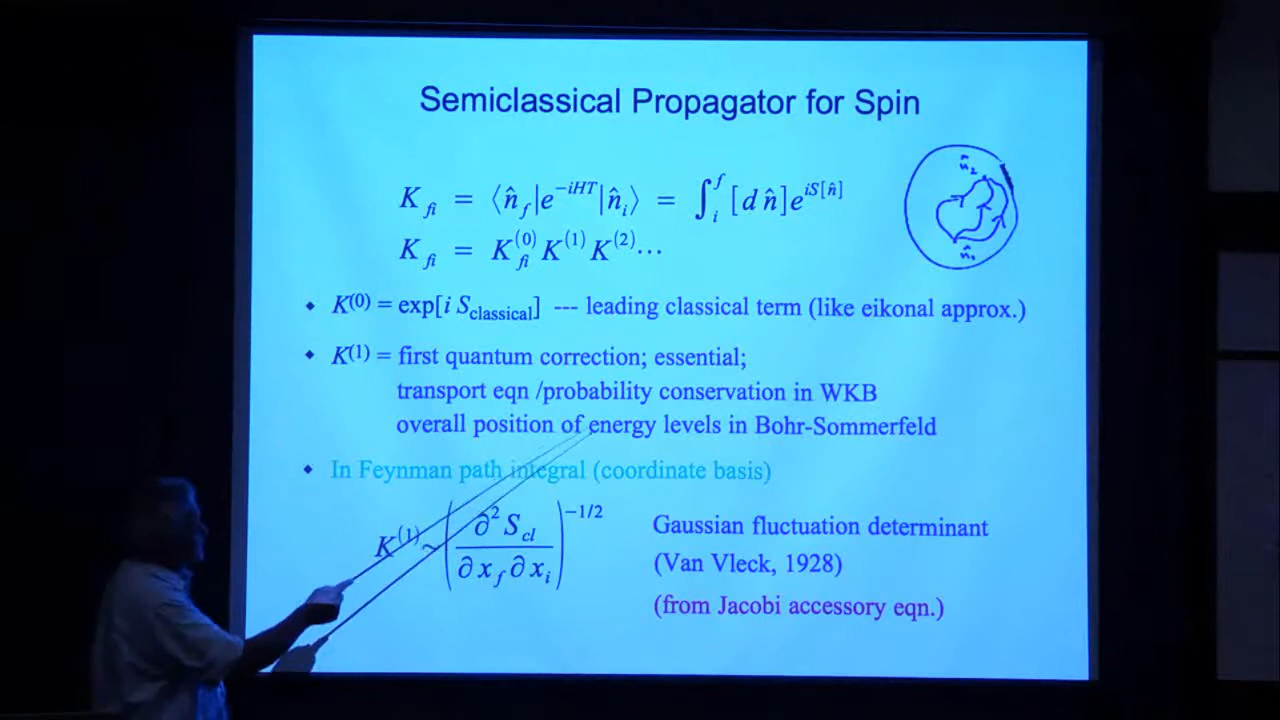 Semiclassical Propagator for Spin
K_fi = ⟨n̂_f|e^{-iHT}|n̂_i⟩ = ∫_i^f [d n̂]e^{iS[n̂]}
K_fi = K_fi^(0) K^(1) K^(2)...
n̂₂
n̂₁
• K^(0) = exp[i S_classical] --- leading classical term (like eikonal approx.)
• K^(1) = first quantum correction; essential;
transport eqn /probability conservation in WKB
overall position of energy levels in Bohr-Sommerfeld
• In Feynman path integral (coordinate basis)
K^(1) ~ (∂²S_cl / ∂x_f ∂x_i)^{-1/2}
Gaussian fluctuation determinant
(Van Vleck, 1928)
(from Jacobi accessory eqn.)